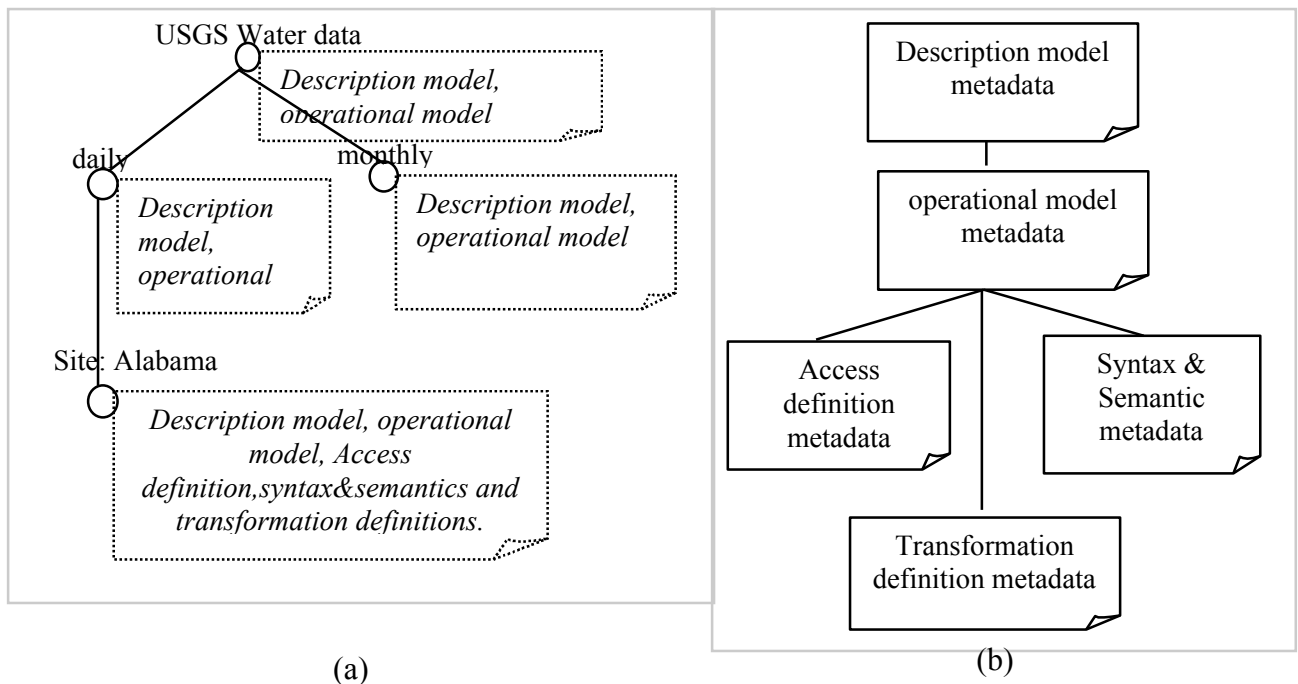 USGS Water data
Description model,
operational model
daily
monthly
Description
model,
operational
Description model,
operational model
Site: Alabama
Description model, operational
model, Access
definition,syntax&semantics and
transformation definitions.
(a)
Description model
metadata
operational model
metadata
Access
definition
metadata
Syntax &
Semantic
metadata
Transformation
definition metadata
(b)